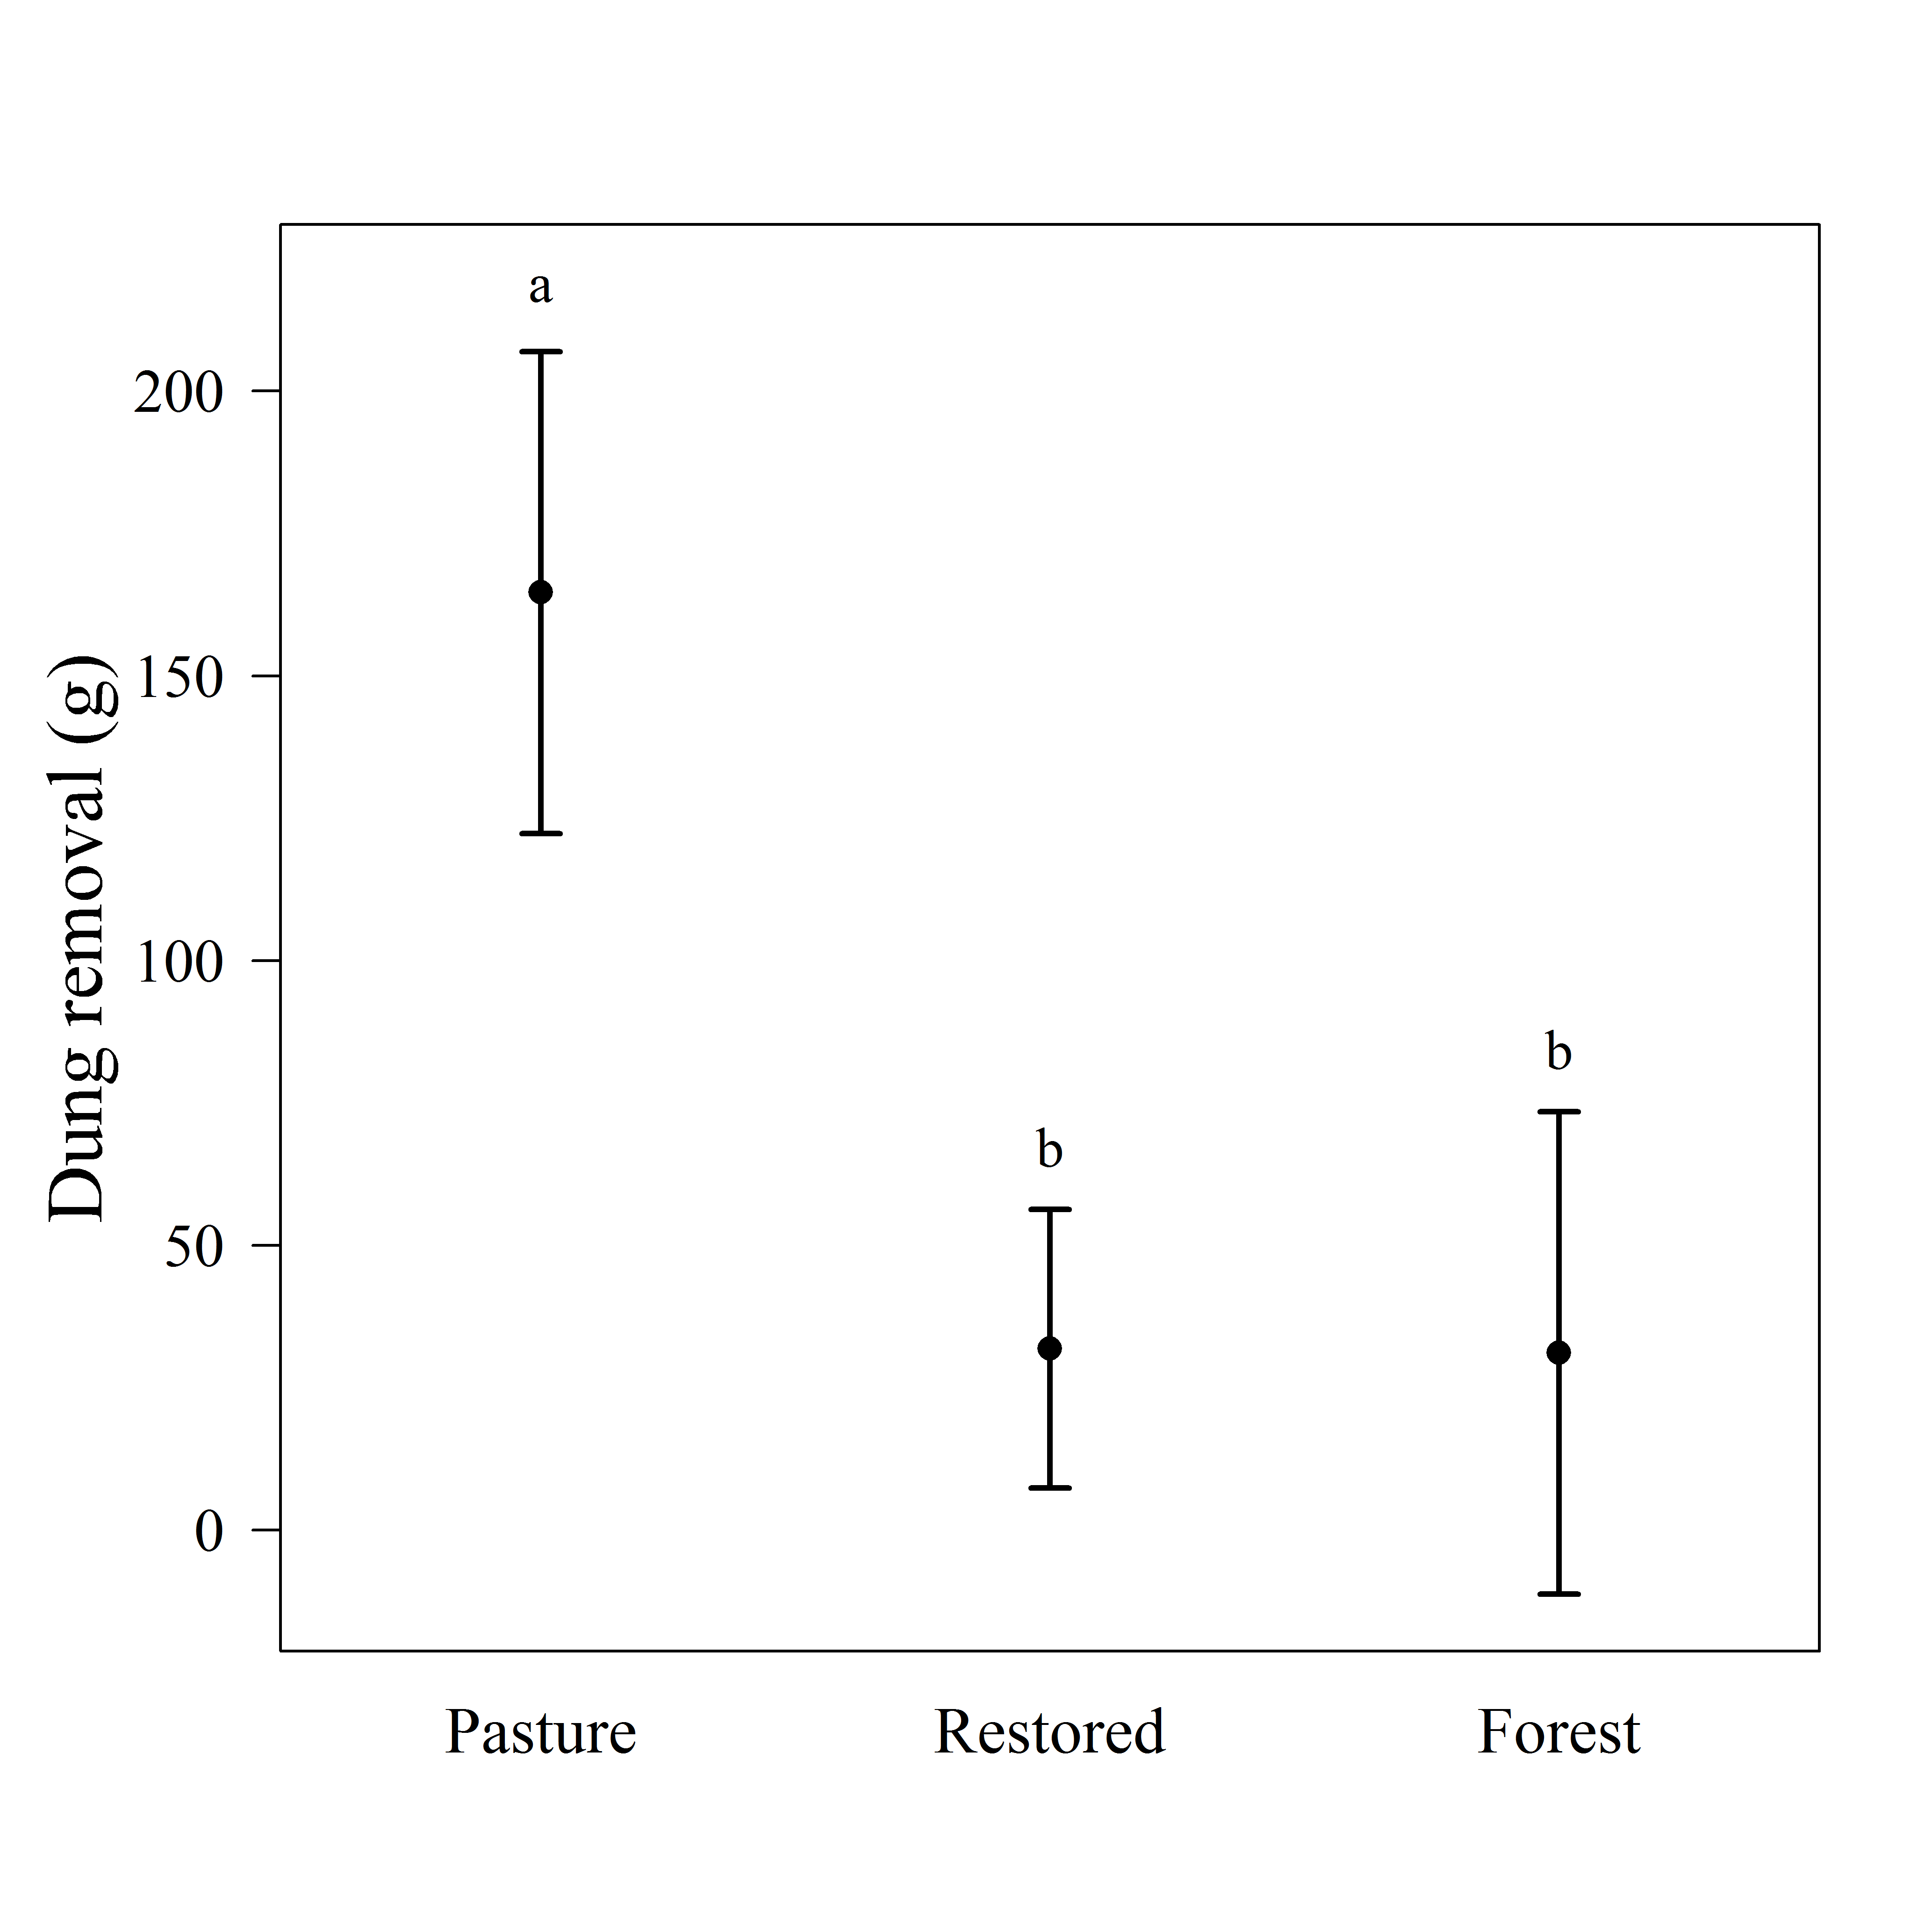 a
200
150
100
50
0
b
b
Dung removal (g)
Pasture
Restored
Forest